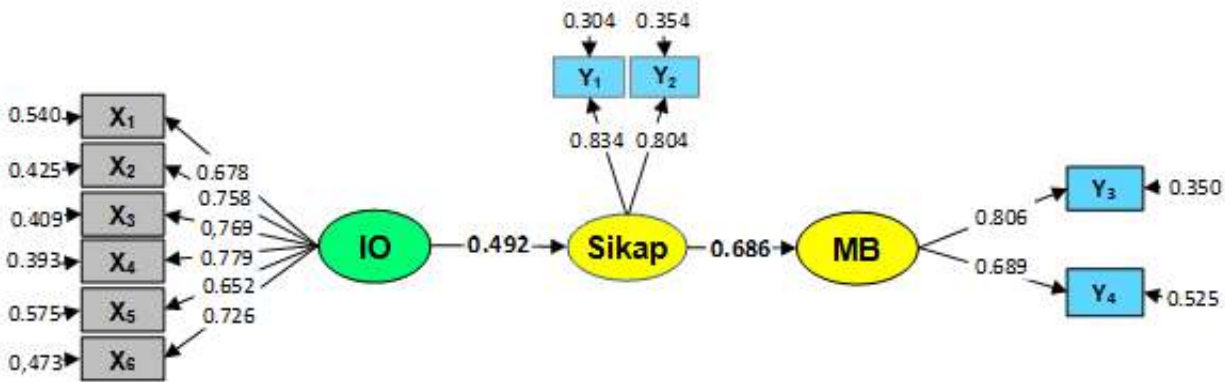 0.304 0.354
Y₁ Y₂
0.834 0.804
0.540 X₁
0.425 X₂
0.409 X₃
0.393 X₄
0.575 X₅
0,473 X₆
0.678
0.758
0,769
0.779
0.652
0.726
IO 0.492 Sikap 0.686 MB
0.806 Y₃ 0.350
0.689 Y₄ 0.525